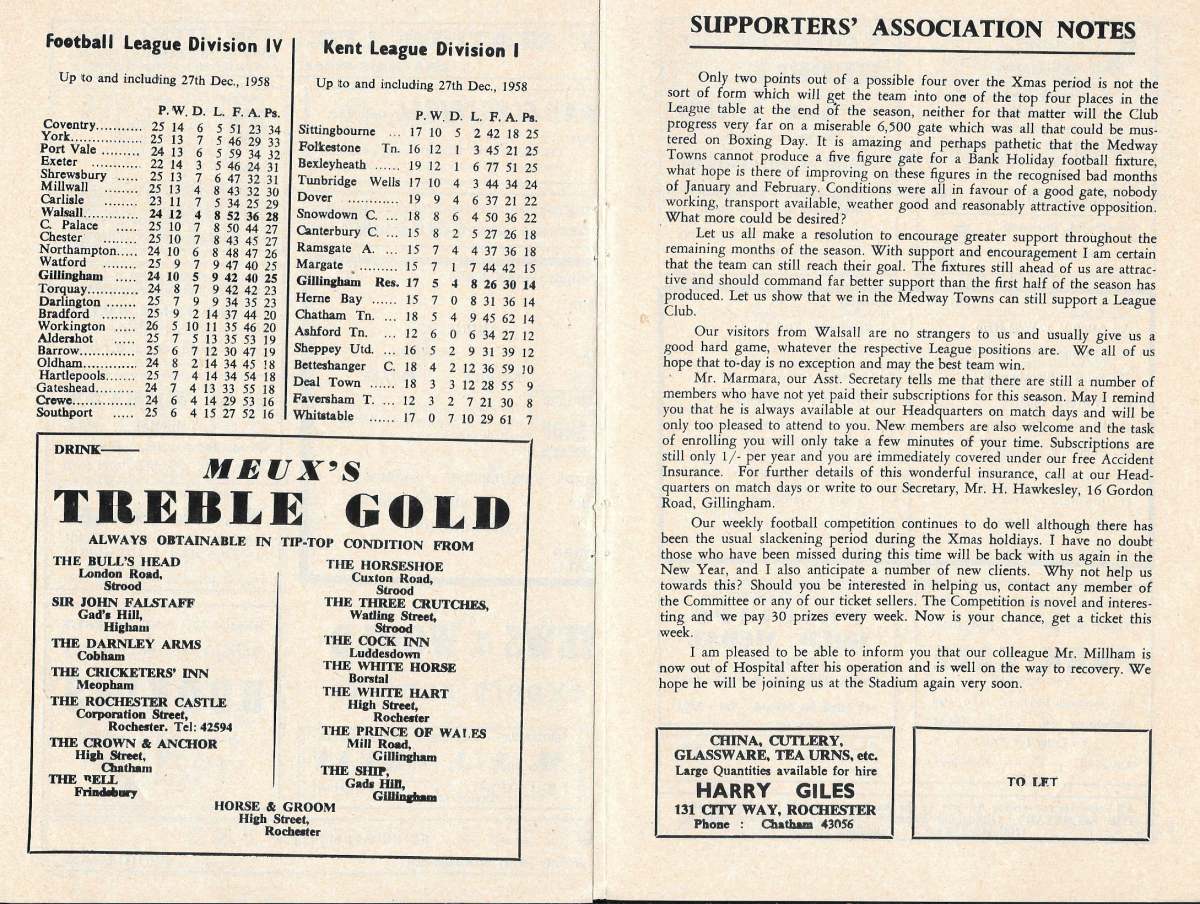 Football League Division IV
Up to and including 27th Dec., 1958
P. W. D. L. F. A. Ps.
Coventry........... 25 14 6 5 51 23 34
York................. 25 13 7 5 46 29 33
Port Vale ......... 24 13 6 5 59 34 32
Exeter ............. 22 14 3 5 46 24 31
Shrewsbury ..... 25 13 7 6 47 32 31
Millwall ........ 25 13 4 8 43 32 30
Carlisle ......... 23 11 7 5 34 25 29
Walsall............ 24 12 4 8 52 36 28
C. Palace ..... 25 10 7 8 50 44 27
Chester ........ 25 10 7 8 43 45 27
Northampton..... 24 10 6 8 48 47 26
Watford ........ 25 9 7 9 47 40 25
Gillingham ..... 24 10 5 9 42 40 25
Torquay............ 24 8 7 9 42 42 23
Darlington ........ 25 7 9 9 34 35 23
Bradford ........ 25 9 2 14 37 44 20
Workington ..... 26 5 10 11 35 46 20
Aldershot ..... 25 7 5 13 35 53 19
Barrow............. 25 6 7 12 30 47 19
Oldham............. 24 8 2 14 34 45 18
Hartlepools....... 25 7 4 14 34 54 18
Gateshead......... 24 7 4 13 33 55 18
Crewe.............. 24 6 4 14 29 53 16
Southport ..... 25 6 4 15 27 52 16
Kent League Division I
Up to and including 27th Dec., 1958
P. W. D. L. F. A. Ps.
Sittingbourne ... 17 10 5 2 42 18 25
Folkestone Tn. 16 12 1 3 45 21 25
Bexleyheath ...... 19 12 1 6 77 51 25
Tunbridge Wells 17 10 4 3 44 34 24
Dover ............ 19 9 4 6 37 21 22
Snowdown C. ... 18 8 6 4 50 36 22
Canterbury C. ... 15 8 2 5 27 26 18
Ramsgate A. ... 15 7 4 4 37 36 18
Margate ......... 15 7 1 7 44 42 15
Gillingham Res. 17 5 4 8 26 30 14
Herne Bay ...... 15 7 0 8 31 36 14
Chatham Tn. ... 18 5 4 9 45 62 14
Ashford Tn. ... 12 6 0 6 34 27 12
Sheppey Utd. ... 16 5 2 9 31 39 12
Betteshanger C. 18 4 2 12 36 59 10
Deal Town ...... 18 3 3 12 28 55 9
Faversham T. ... 12 3 2 7 21 30 8
Whitstable ...... 17 0 7 10 29 61 7
DRINK——
MEUX'S
TREBLE GOLD
ALWAYS OBTAINABLE IN TIP-TOP CONDITION FROM
THE BULL'S HEAD
London Road,
Strood
SIR JOHN FALSTAFF
Gad's Hill,
Higham
THE DARNLEY ARMS
Cobham
THE CRICKETERS' INN
Meopham
THE ROCHESTER CASTLE
Corporation Street,
Rochester. Tel: 42594
THE CROWN & ANCHOR
High Street,
Chatham
THE BELL
Frindsbury
THE HORSESHOE
Cuxton Road,
Strood
THE THREE CRUTCHES,
Watling Street,
Strood
THE COCK INN
Luddesdown
THE WHITE HORSE
Borstal
THE WHITE HART
High Street,
Rochester
THE PRINCE OF WALES
Mill Road,
Gillingham
THE SHIP,
Gads Hill,
Gillingham
HORSE & GROOM
High Street,
Rochester
SUPPORTERS' ASSOCIATION NOTES
Only two points out of a possible four over the Xmas period is not the
sort of form which will get the team into one of the top four places in the
League table at the end of the season, neither for that matter will the Club
progress very far on a miserable 6,500 gate which was all that could be mus-
tered on Boxing Day. It is amazing and perhaps pathetic that the Medway
Towns cannot produce a five figure gate for a Bank Holiday football fixture,
what hope is there of improving on these figures in the recognised bad months
of January and February. Conditions were all in favour of a good gate, nobody
working, transport available, weather good and reasonably attractive opposition.
What more could be desired?
Let us all make a resolution to encourage greater support throughout the
remaining months of the season. With support and encouragement I am certain
that the team can still reach their goal. The fixtures still ahead of us are attrac-
tive and should command far better support than the first half of the season has
produced. Let us show that we in the Medway Towns can still support a League
Club.
Our visitors from Walsall are no strangers to us and usually give us a
good hard game, whatever the respective League positions are. We all of us
hope that to-day is no exception and may the best team win.
Mr. Marmara, our Asst. Secretary tells me that there are still a number of
members who have not yet paid their subscriptions for this season. May I remind
you that he is always available at our Headquarters on match days and will be
only too pleased to attend to you. New members are also welcome and the task
of enrolling you will only take a few minutes of your time. Subscriptions are
still only 1/- per year and you are immediately covered under our free Accident
Insurance. For further details of this wonderful insurance, call at our Head-
quarters on match days or write to our Secretary, Mr. H. Hawkesley, 16 Gordon
Road, Gillingham.
Our weekly football competition continues to do well although there has
been the usual slackening period during the Xmas holdiays. I have no doubt
those who have been missed during this time will be back with us again in the
New Year, and I also anticipate a number of new clients. Why not help us
towards this? Should you be interested in helping us, contact any member of
the Committee or any of our ticket sellers. The Competition is novel and interes-
ting and we pay 30 prizes every week. Now is your chance, get a ticket this
week.
I am pleased to be able to inform you that our colleague Mr. Millham is
now out of Hospital after his operation and is well on the way to recovery. We
hope he will be joining us at the Stadium again very soon.
CHINA, CUTLERY,
GLASSWARE, TEA URNS, etc.
Large Quantities available for hire
HARRY GILES
131 CITY WAY, ROCHESTER
Phone : Chatham 43056
TO LET